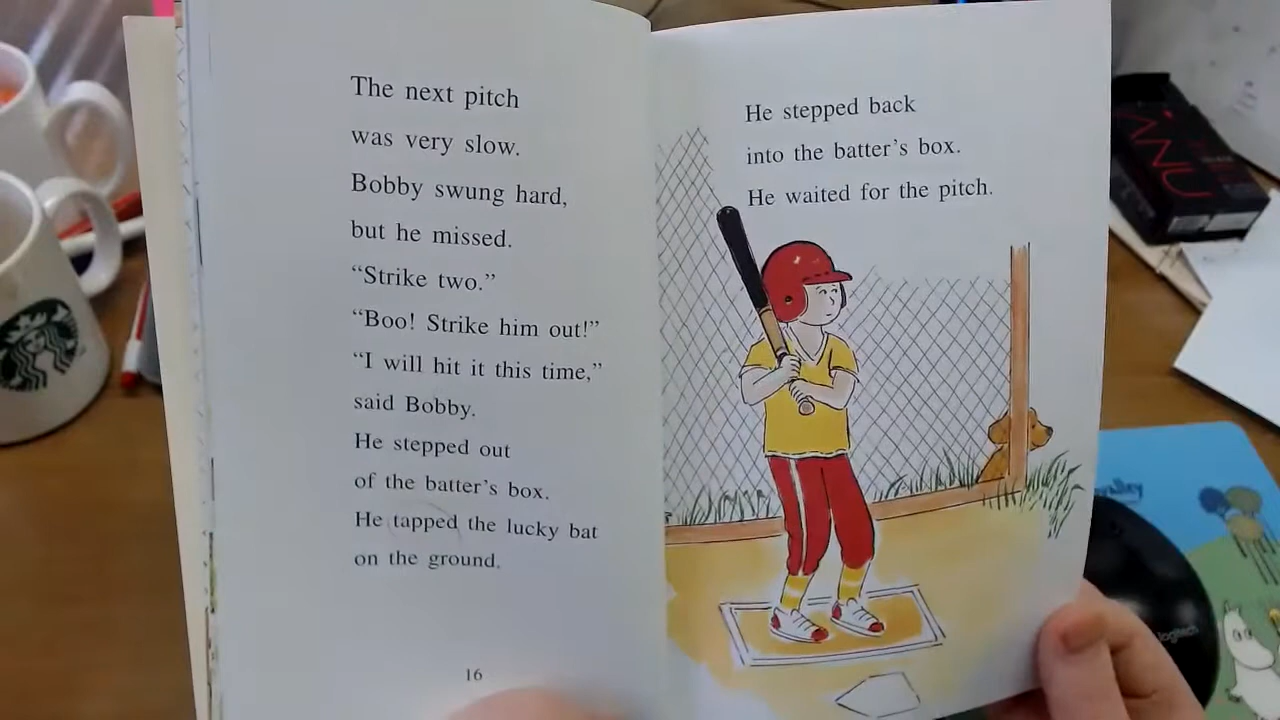 The next pitch
was very slow.
Bobby swung hard,
but he missed.
“Strike two.”
“Boo! Strike him out!”
“I will hit it this time,”
said Bobby.
He stepped out
of the batter’s box.
He tapped the lucky bat
on the ground.
16
He stepped back
into the batter’s box.
He waited for the pitch.
logitech